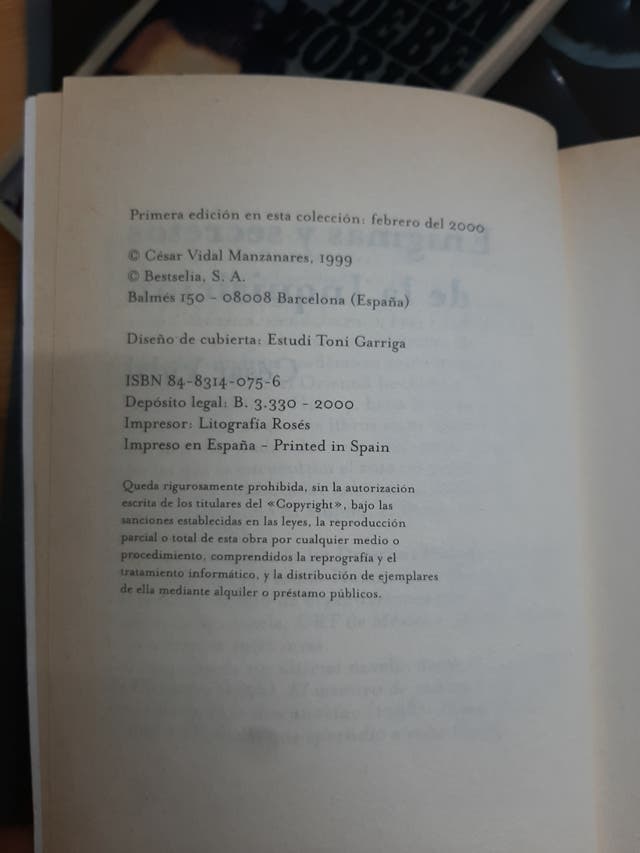 DEBE
Primera edición en esta colección: febrero del 2000
© César Vidal Manzanares, 1999
© Bestselia, S. A.
Balmés 150 - 08008 Barcelona (España)
Diseño de cubierta: Estudi Toni Garriga
ISBN 84-8314-075-6
Depósito legal: B. 3.330 - 2000
Impresor: Litografía Rosés
Impreso en España - Printed in Spain
Queda rigurosamente prohibida, sin la autorización
escrita de los titulares del «Copyright», bajo las
sanciones establecidas en las leyes, la reproducción
parcial o total de esta obra por cualquier medio o
procedimiento, comprendidos la reprografía y el
tratamiento informático, y la distribución de ejemplares
de ella mediante alquiler o préstamo públicos.